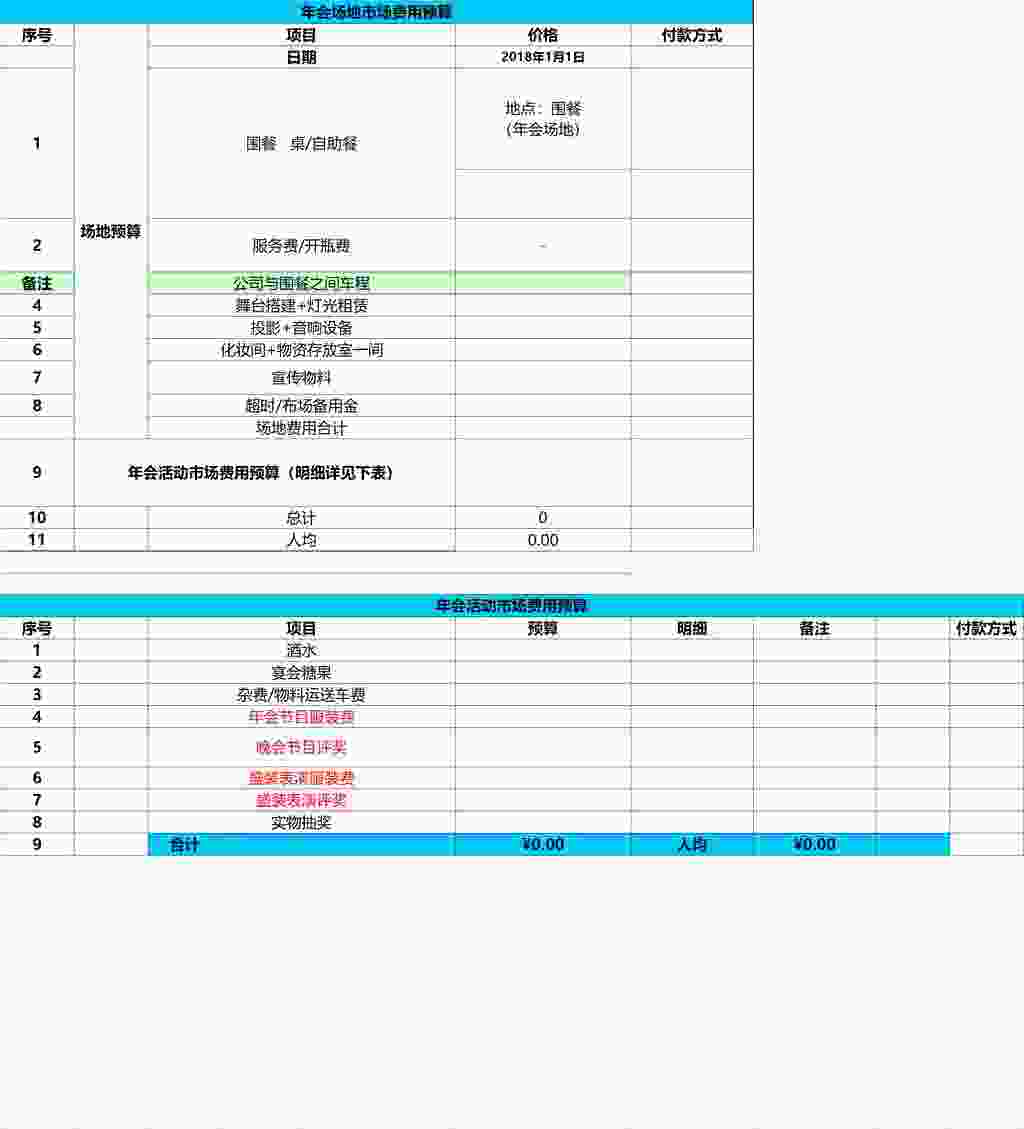 年会场地市场费用预算
序号 项目 价格 付款方式
日期 2018年1月1日
地点：围餐
(年会场地)
1 围餐 桌/自助餐
场地预算
2 服务费/开瓶费 -
备注 公司与围餐之间车程
4 舞台搭建+灯光租赁
5 投影+音响设备
6 化妆间+物资存放室一间
7 宣传物料
8 超时/布场备用金
场地费用合计
9 年会活动市场费用预算（明细详见下表）
10 总计 0
11 人均 0.00
年会活动市场费用预算
序号 项目 预算 明细 备注 付款方式
1 酒水
2 宴会糖果
3 杂费/物料运送车费
4 年会节目服装费
5 晚会节目评奖
6 盛装表演服装费
7 盛装表演评奖
8 实物抽奖
9 合计 ¥0.00 人均 ¥0.00